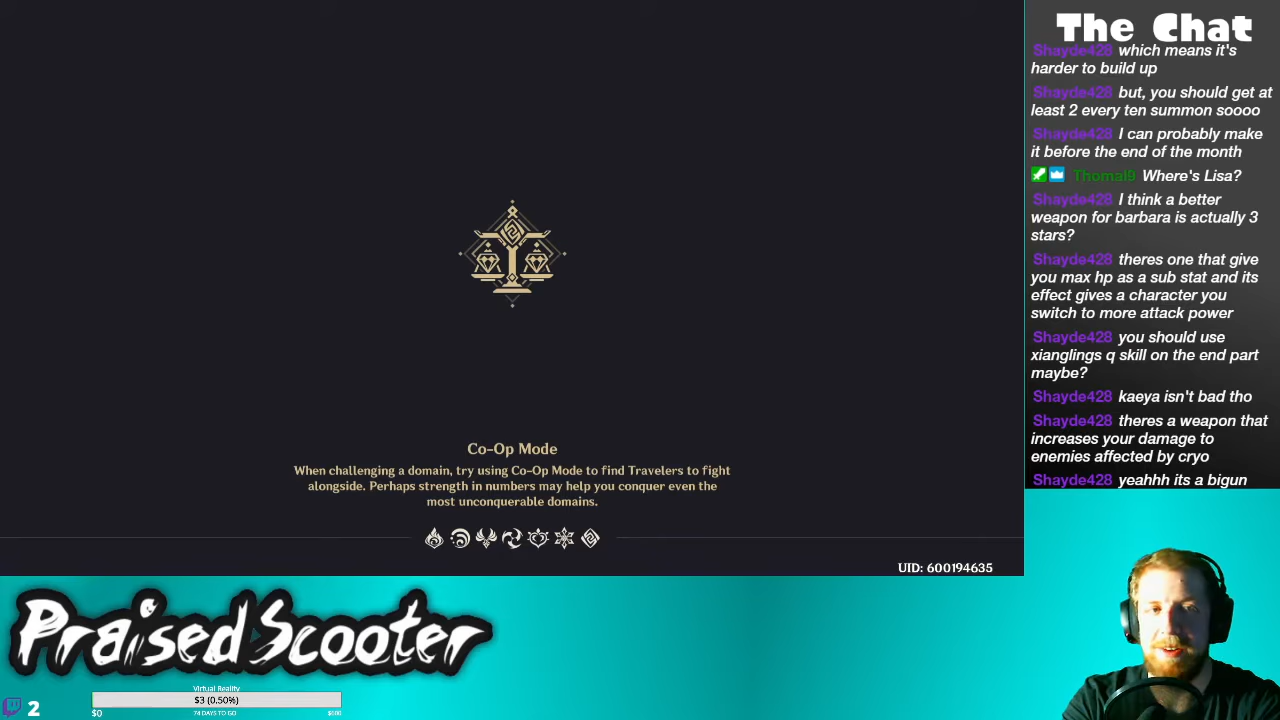 The Chat
Shayde428 which means it's
harder to build up
Shayde428 but, you should get at
least 2 every ten summon soooo
Shayde428 I can probably make
it before the end of the month
Thomal9 Where's Lisa?
Shayde428 I think a better
weapon for barbara is actually 3
stars?
Shayde428 theres one that give
you max hp as a sub stat and its
effect gives a character you
switch to more attack power
Shayde428 you should use
xianglings q skill on the end part
maybe?
Shayde428 kaeya isn't bad tho
Shayde428 theres a weapon that
increases your damage to
enemies affected by cryo
Shayde428 yeahhh its a bigun
Co-Op Mode
When challenging a domain, try using Co-Op Mode to find Travelers to fight
alongside. Perhaps strength in numbers may help you conquer even the
most unconquerable domains.
UID: 600194635
PraisedScooter
Virtual Reality
$3 (0.50%)
$0
74 DAYS TO GO
2